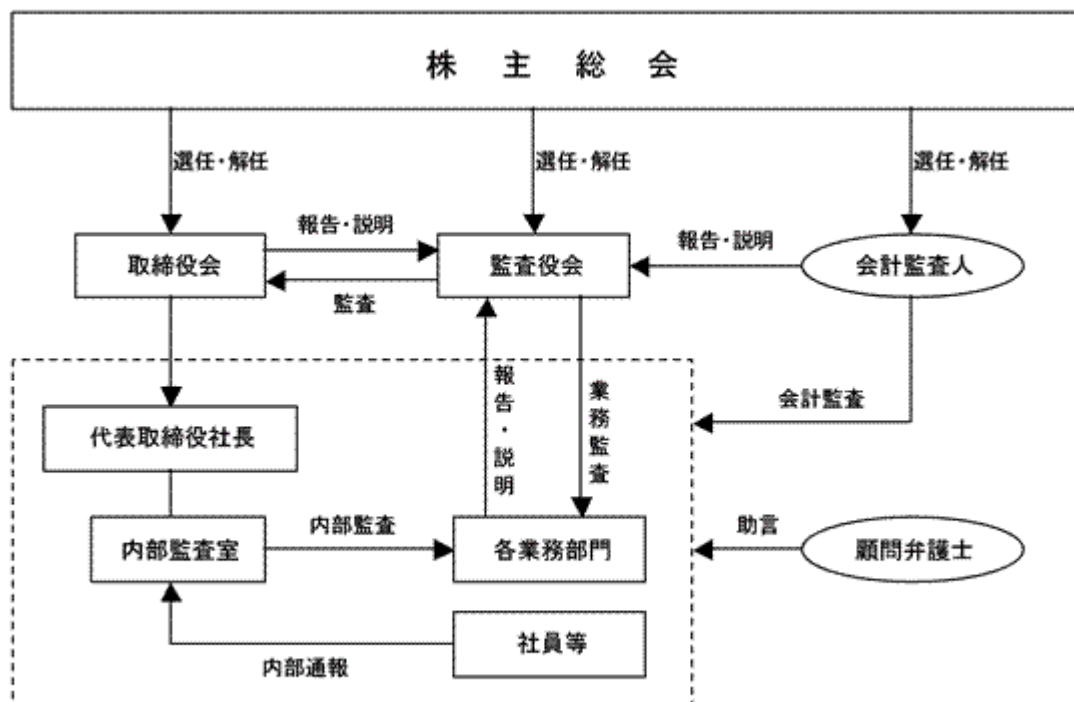 株主総会
選任・解任
選任・解任
選任・解任
報告・説明
報告・説明
取締役会
監査役会
会計監査人
監査
報告・説明
業務監査
会計監査
代表取締役社長
内部監査室
内部監査
各業務部門
助言
顧問弁護士
社員等
内部通報